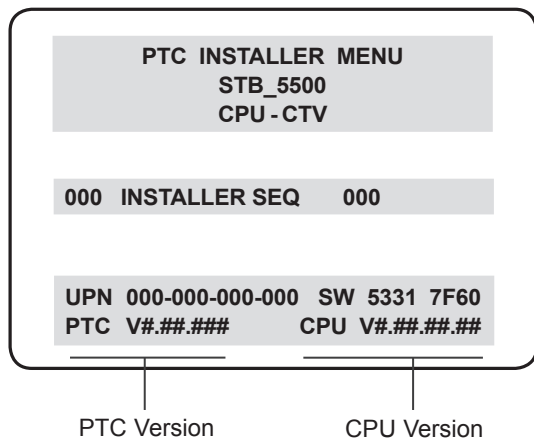 PTC INSTALLER MENU
STB_5500
CPU - CTV
000 INSTALLER SEQ 000
UPN 000-000-000-000 SW 5331 7F60
PTC V#.##.### CPU V#.##.##.##
PTC Version CPU Version